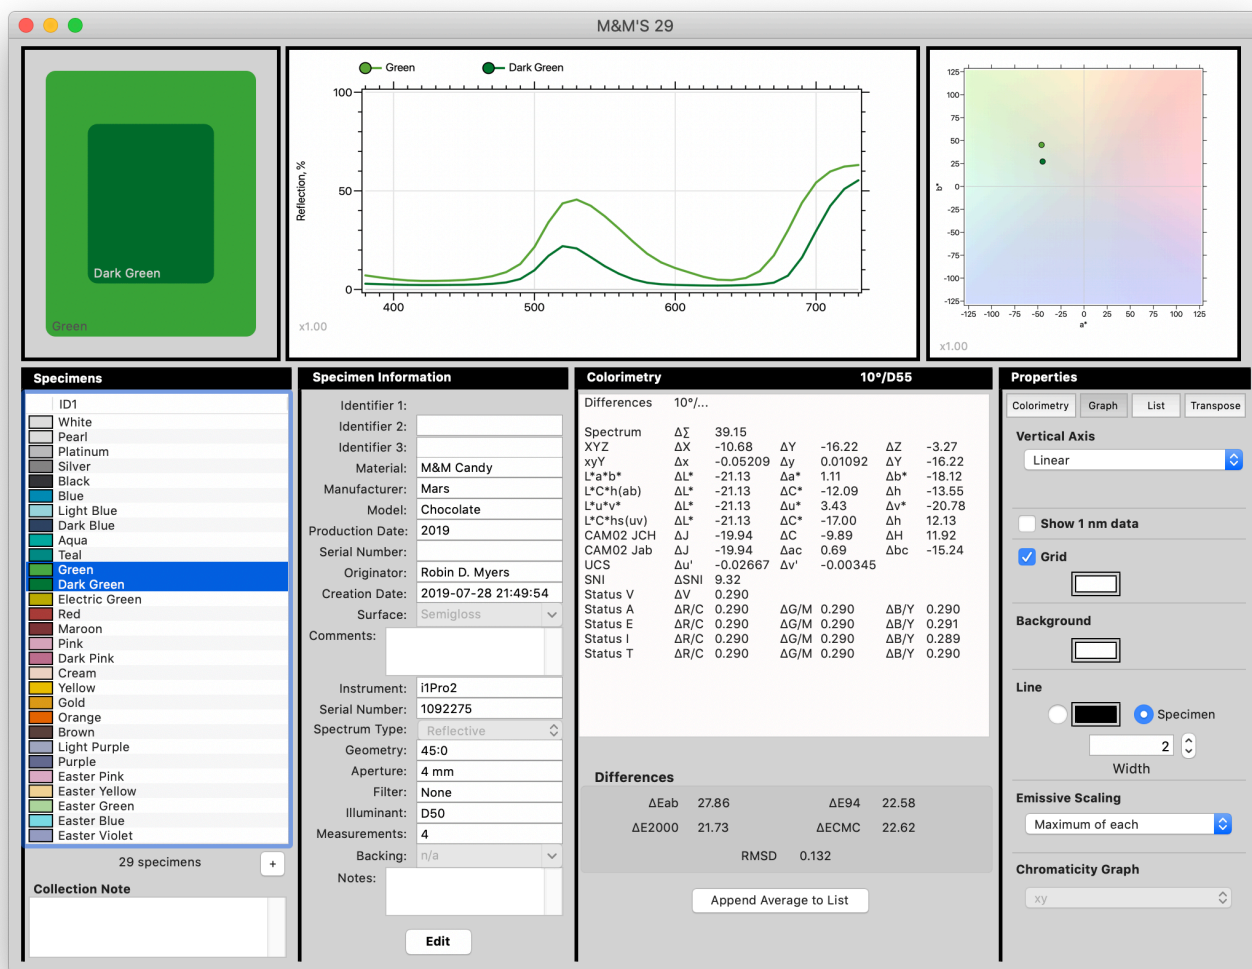 M&M'S 29
Dark Green
Green
Green
Dark Green
100
50
0
Reflection, %
400
500
600
700
x1.00
125
100
75
50
25
0
-25
-50
-75
-100
-125
b*
-125 -100 -75 -50 -25 0 25 50 75 100 125
a*
x1.00
Specimens
ID1
White
Pearl
Platinum
Silver
Black
Blue
Light Blue
Dark Blue
Aqua
Teal
Green
Dark Green
Electric Green
Red
Maroon
Pink
Dark Pink
Cream
Yellow
Gold
Orange
Brown
Light Purple
Purple
Easter Pink
Easter Yellow
Easter Green
Easter Blue
Easter Violet
29 specimens
+
Collection Note
Specimen Information
Identifier 1:
Identifier 2:
Identifier 3:
Material: M&M Candy
Manufacturer: Mars
Model: Chocolate
Production Date: 2019
Serial Number:
Originator: Robin D. Myers
Creation Date: 2019-07-28 21:49:54
Surface: Semigloss
Comments:
Instrument: i1Pro2
Serial Number: 1092275
Spectrum Type: Reflective
Geometry: 45:0
Aperture: 4 mm
Filter: None
Illuminant: D50
Measurements: 4
Backing: n/a
Notes:
Edit
Colorimetry 10°/D55
Differences 10°/...
Spectrum ΔΣ 39.15
XYZ ΔX -10.68 ΔY -16.22 ΔZ -3.27
xyY Δx -0.05209 Δy 0.01092 ΔY -16.22
L*a*b* ΔL* -21.13 Δa* 1.11 Δb* -18.12
L*C*h(ab) ΔL* -21.13 ΔC* -12.09 Δh -13.55
L*u*v* ΔL* -21.13 Δu* 3.43 Δv* -20.78
L*C*hs(uv) ΔL* -21.13 ΔC* -17.00 Δh 12.13
CAM02 JCH ΔJ -19.94 ΔC -9.89 ΔH 11.92
CAM02 Jab ΔJ -19.94 Δac 0.69 Δbc -15.24
UCS Δu' -0.02667 Δv' -0.00345
SNI ΔSNI 9.32
Status V ΔV 0.290
Status A ΔR/C 0.290 ΔG/M 0.290 ΔB/Y 0.290
Status E ΔR/C 0.290 ΔG/M 0.290 ΔB/Y 0.291
Status I ΔR/C 0.290 ΔG/M 0.290 ΔB/Y 0.289
Status T ΔR/C 0.290 ΔG/M 0.290 ΔB/Y 0.290
Differences
ΔEab 27.86 ΔE94 22.58
ΔE2000 21.73 ΔECMC 22.62
RMSD 0.132
Append Average to List
Properties
Colorimetry Graph List Transpose
Vertical Axis
Linear
Show 1 nm data
Grid
Background
Line
Specimen
2
Width
Emissive Scaling
Maximum of each
Chromaticity Graph
xy